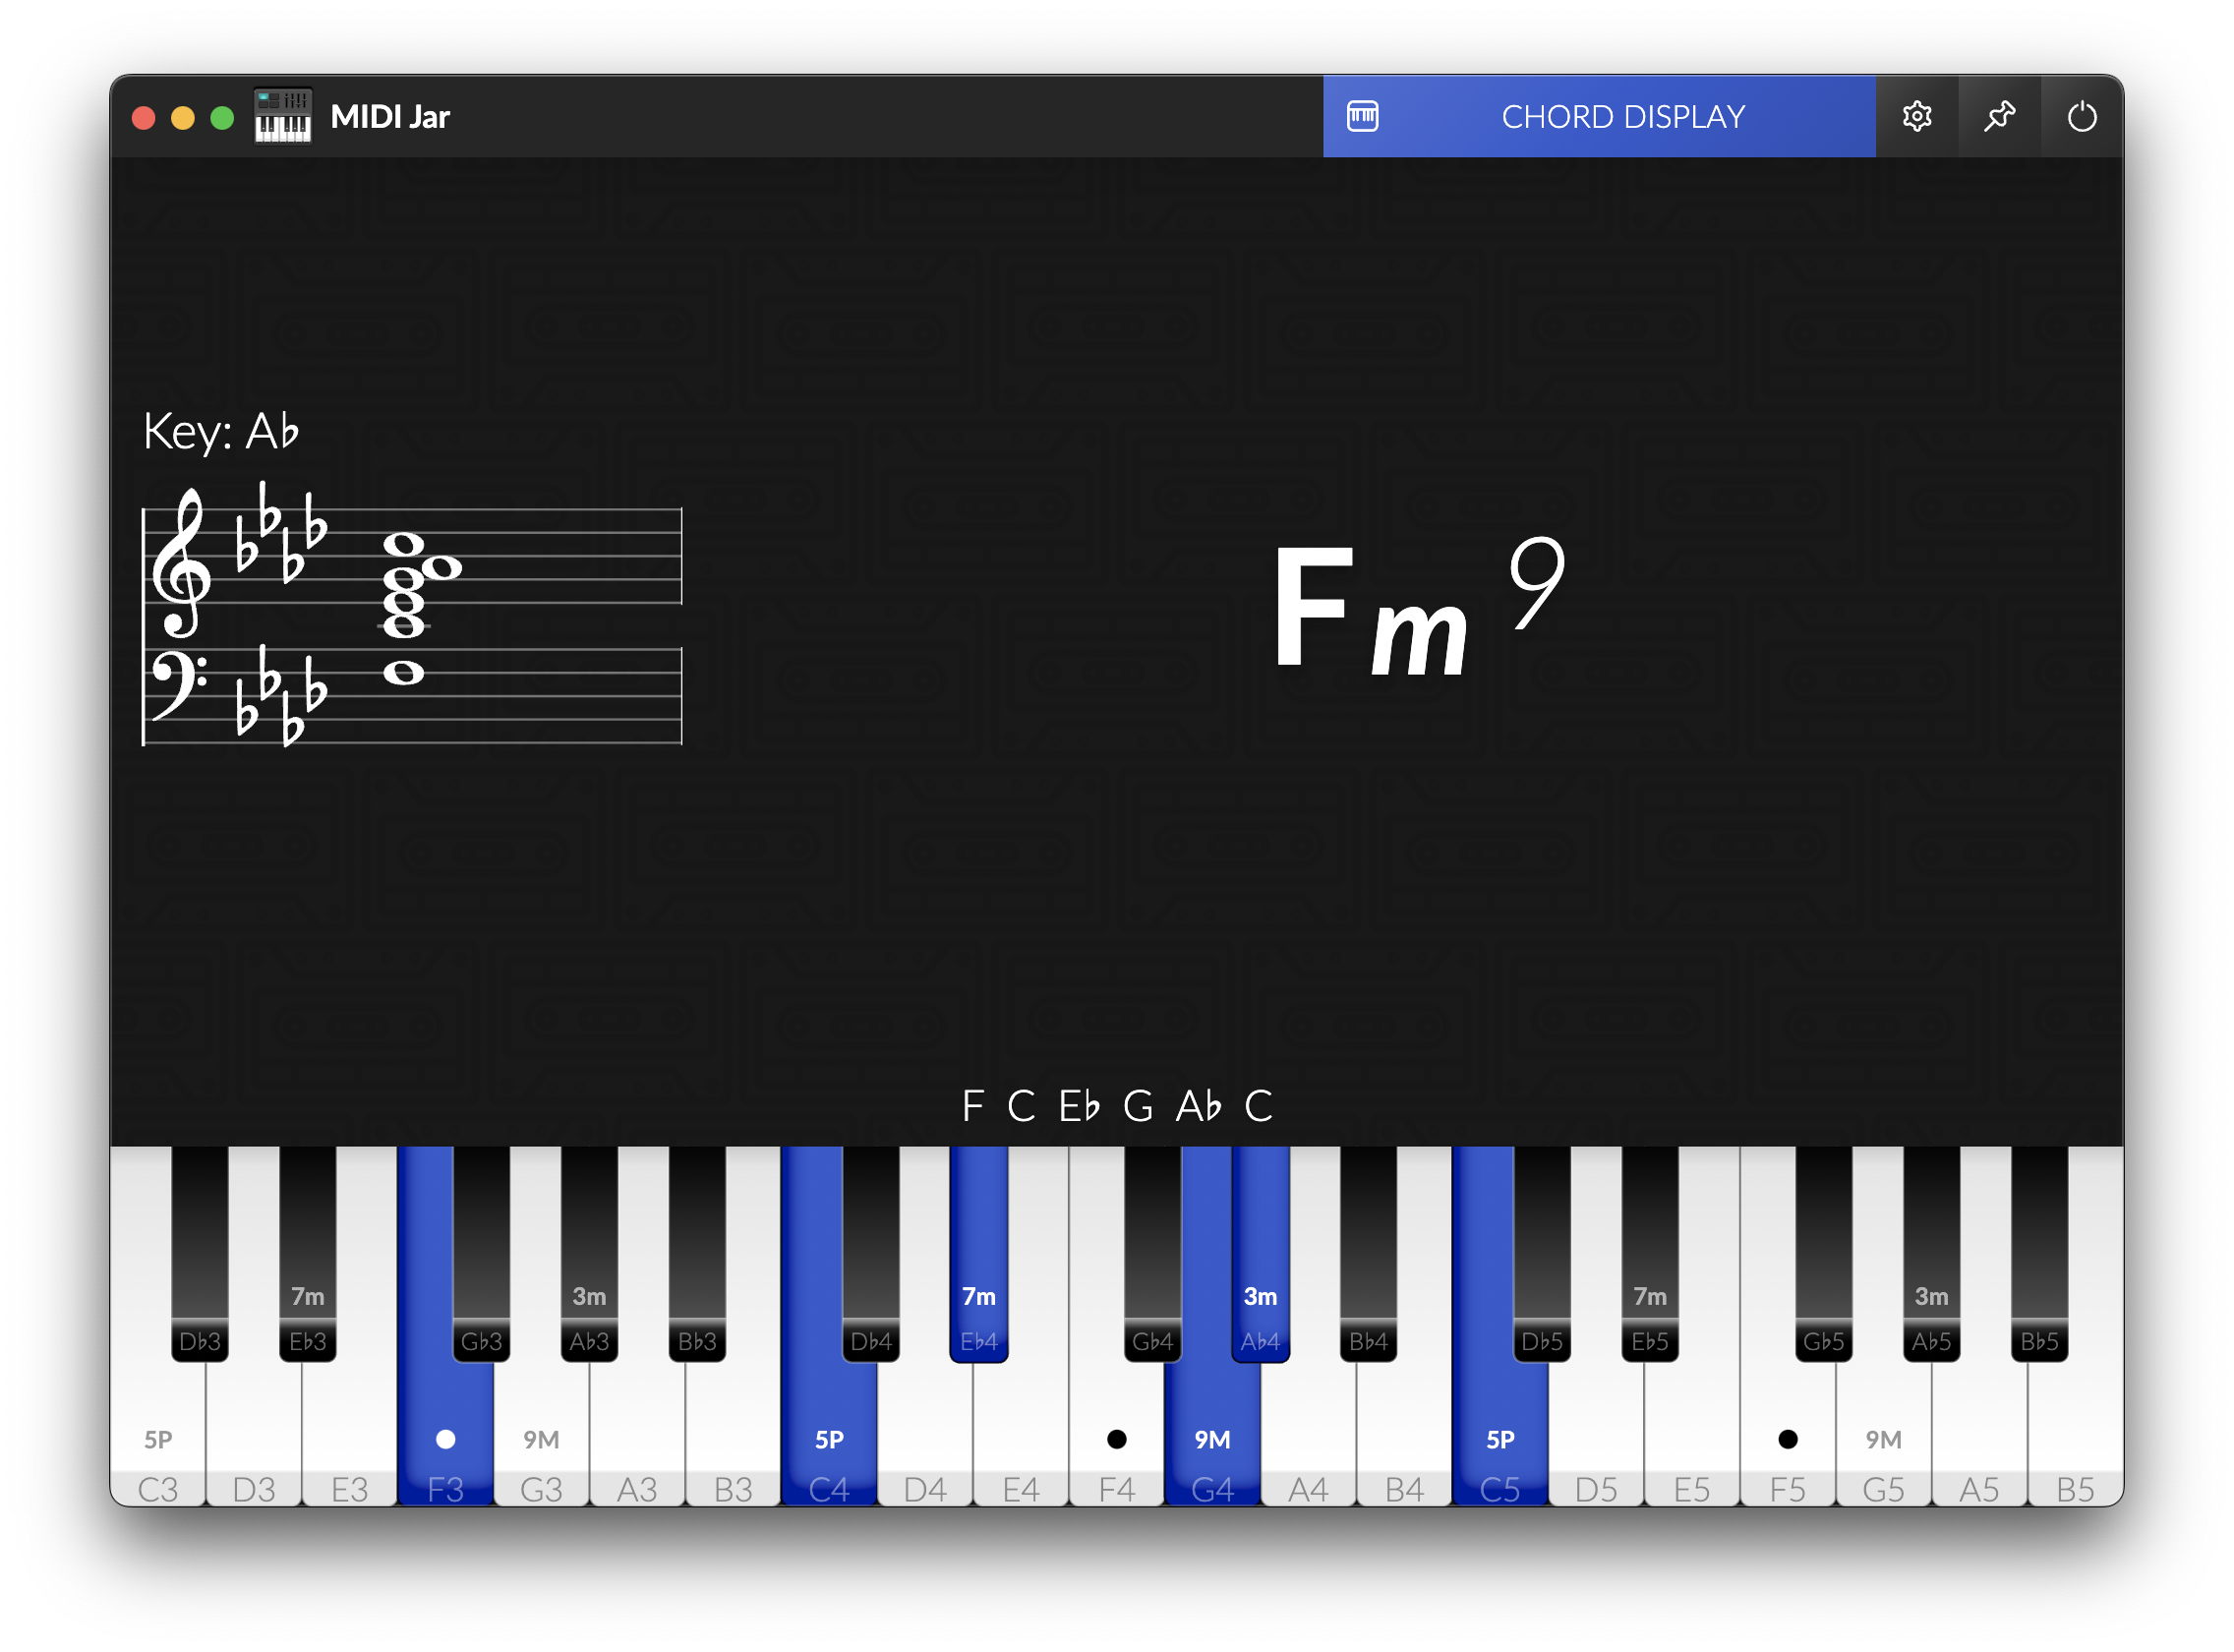 MIDI Jar
CHORD DISPLAY
Key: A♭
Fm9
F C E♭ G A♭ C
7m 3m 7m 3m 7m 3m
D♭3 E♭3 G♭3 A♭3 B♭3 D♭4 E♭4 G♭4 A♭4 B♭4 D♭5 E♭5 G♭5 A♭5 B♭5
5P 9M 5P 9M 5P 9M
C3 D3 E3 F3 G3 A3 B3 C4 D4 E4 F4 G4 A4 B4 C5 D5 E5 F5 G5 A5 B5